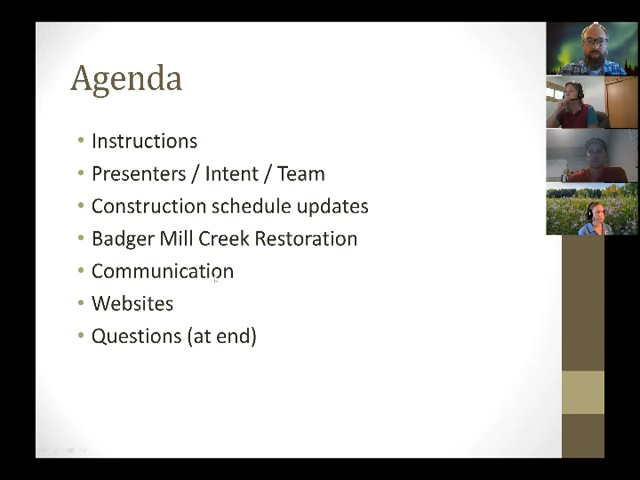 Agenda
• Instructions
• Presenters / Intent / Team
• Construction schedule updates
• Badger Mill Creek Restoration
• Communication
• Websites
• Questions (at end)